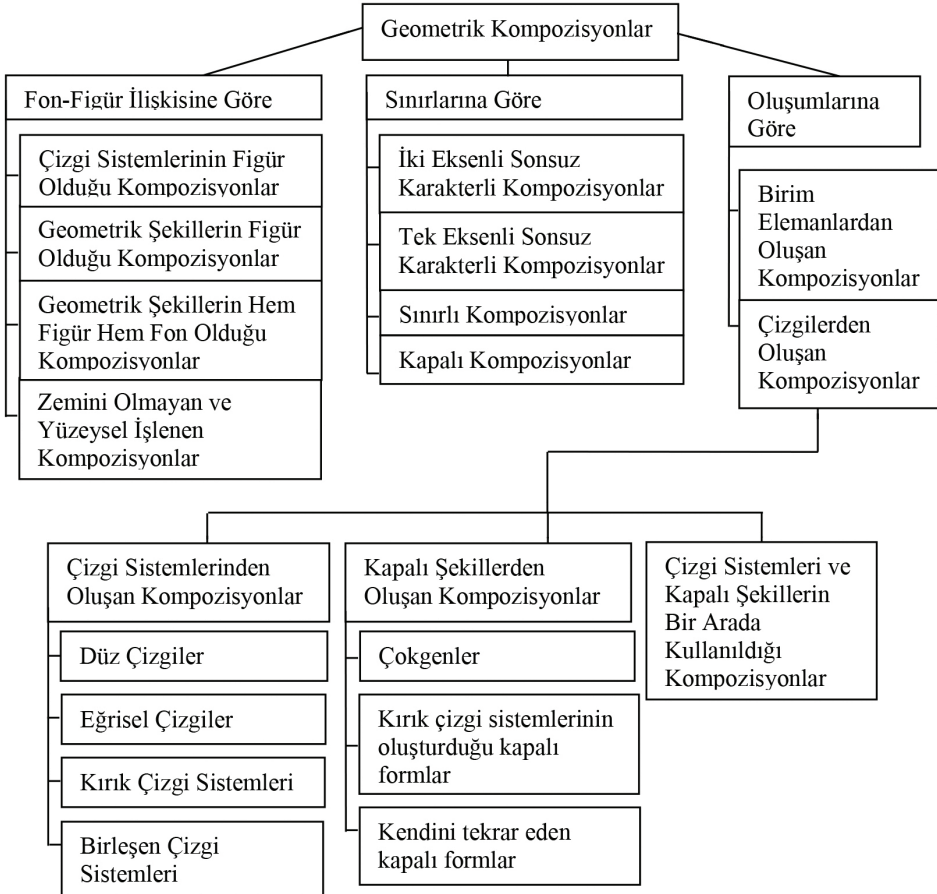 Geometrik Kompozisyonlar
Fon-Figür İlişkisine Göre
Çizgi Sistemlerinin Figür
Olduğu Kompozisyonlar
Geometrik Şekillerin Figür
Olduğu Kompozisyonlar
Geometrik Şekillerin Hem
Figür Hem Fon Olduğu
Kompozisyonlar
Zemini Olmayan ve
Yüzeysel İşlenen
Kompozisyonlar
Sınırlarına Göre
İki Eksenli Sonsuz
Karakterli Kompozisyonlar
Tek Eksenli Sonsuz
Karakterli Kompozisyonlar
Sınırlı Kompozisyonlar
Kapalı Kompozisyonlar
Oluşumlarına
Göre
Birim
Elemanlardan
Oluşan
Kompozisyonlar
Çizgilerden
Oluşan
Kompozisyonlar
Çizgi Sistemlerinden
Oluşan Kompozisyonlar
Düz Çizgiler
Eğrisel Çizgiler
Kırık Çizgi Sistemleri
Birleşen Çizgi
Sistemleri
Kapalı Şekillerden
Oluşan Kompozisyonlar
Çokgenler
Kırık çizgi sistemlerinin
oluşturduğu kapalı
formlar
Kendini tekrar eden
kapalı formlar
Çizgi Sistemleri ve
Kapalı Şekillerin
Bir Arada
Kullanıldığı
Kompozisyonlar